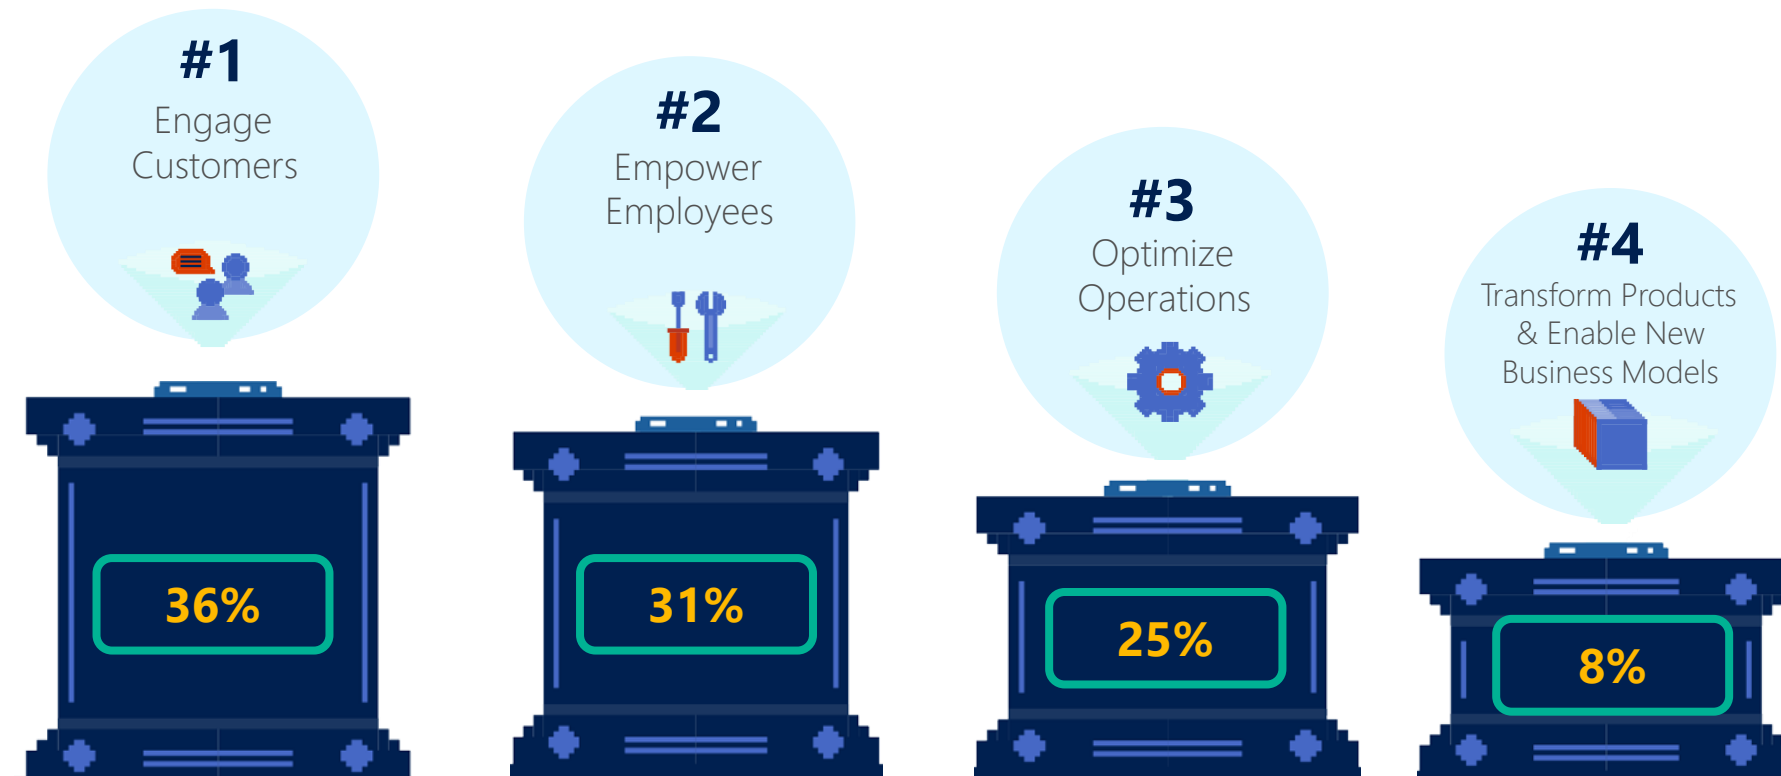 #1
Engage
Customers
36%
#2
Empower
Employees
31%
#3
Optimize
Operations
25%
#4
Transform Products
& Enable New
Business Models
8%